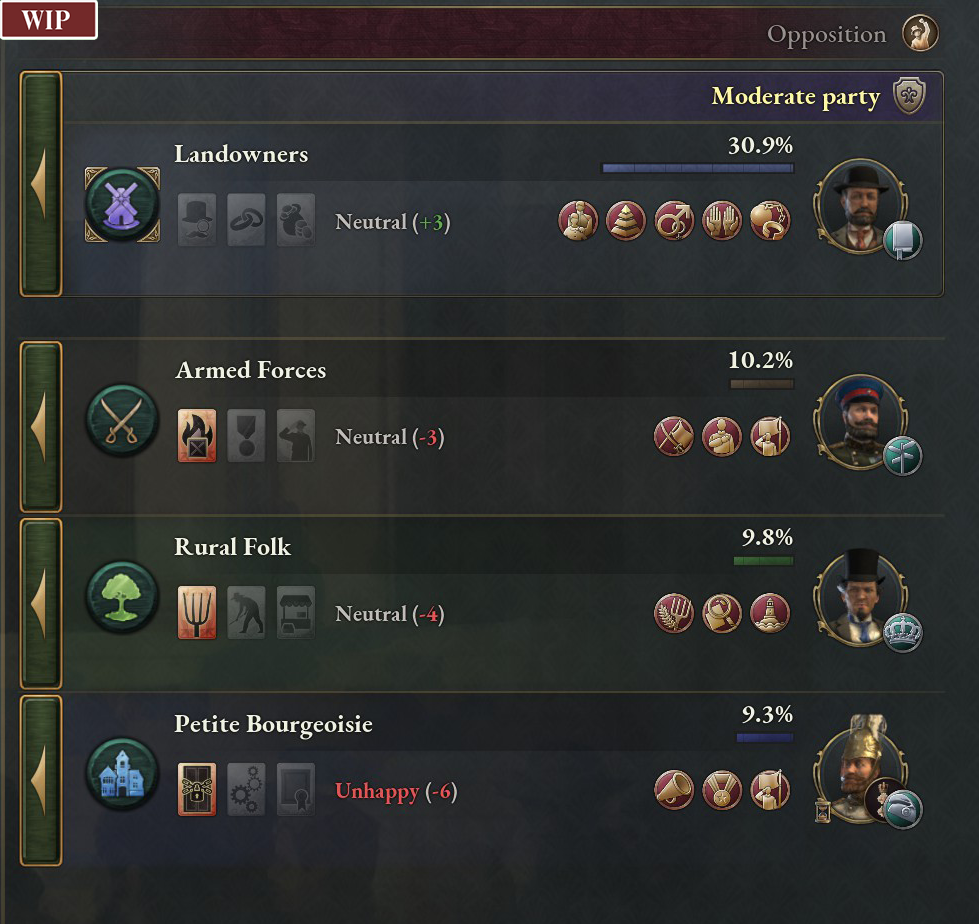 WIP
Opposition
Moderate party
Landowners
30.9%
Neutral (+3)
Armed Forces
10.2%
Neutral (-3)
Rural Folk
9.8%
Neutral (-4)
Petite Bourgeoisie
9.3%
Unhappy (-6)